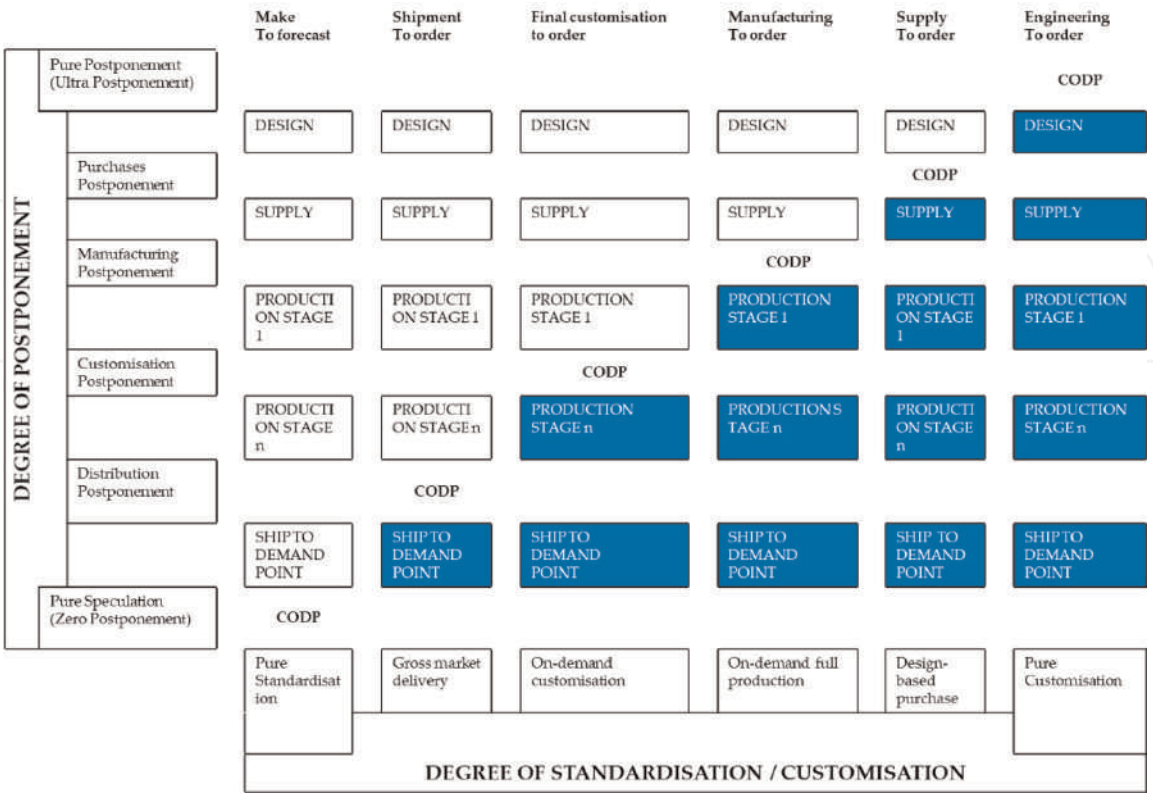 Make
To forecast
Shipment
To order
Final customisation
to order
Manufacturing
To order
Supply
To order
Engineering
To order
Pure Postponement
(Ultra Postponement)
CODP
DESIGN
DESIGN
DESIGN
DESIGN
DESIGN
DESIGN
Purchases
Postponement
CODP
SUPPLY
SUPPLY
SUPPLY
SUPPLY
SUPPLY
SUPPLY
Manufacturing
Postponement
CODP
PRODUCTI
ON STAGE
1
PRODUCTI
ON STAGE 1
PRODUCTION
STAGE 1
PRODUCTION
STAGE 1
PRODUCTI
ON STAGE
1
PRODUCTION
STAGE 1
Customisation
Postponement
CODP
PRODUCTI
ON STAGE
n
PRODUCTI
ON STAGE n
PRODUCTION
STAGE n
PRODUCTION S
TAGE n
PRODUCTI
ON STAGE
n
PRODUCTION
STAGE n
Distribution
Postponement
CODP
SHIP TO
DEMAND
POINT
SHIP TO
DEMAND
POINT
SHIP TO
DEMAND
POINT
SHIP TO
DEMAND
POINT
SHIP TO
DEMAND
POINT
SHIP TO
DEMAND
POINT
Pure Speculation
(Zero Postponement)
CODP
DEGREE OF POSTPONEMENT
Pure
Standardisat
ion
Gross market
delivery
On-demand
customisation
On-demand full
production
Design-
based
purchase
Pure
Customisation
DEGREE OF STANDARDISATION / CUSTOMISATION